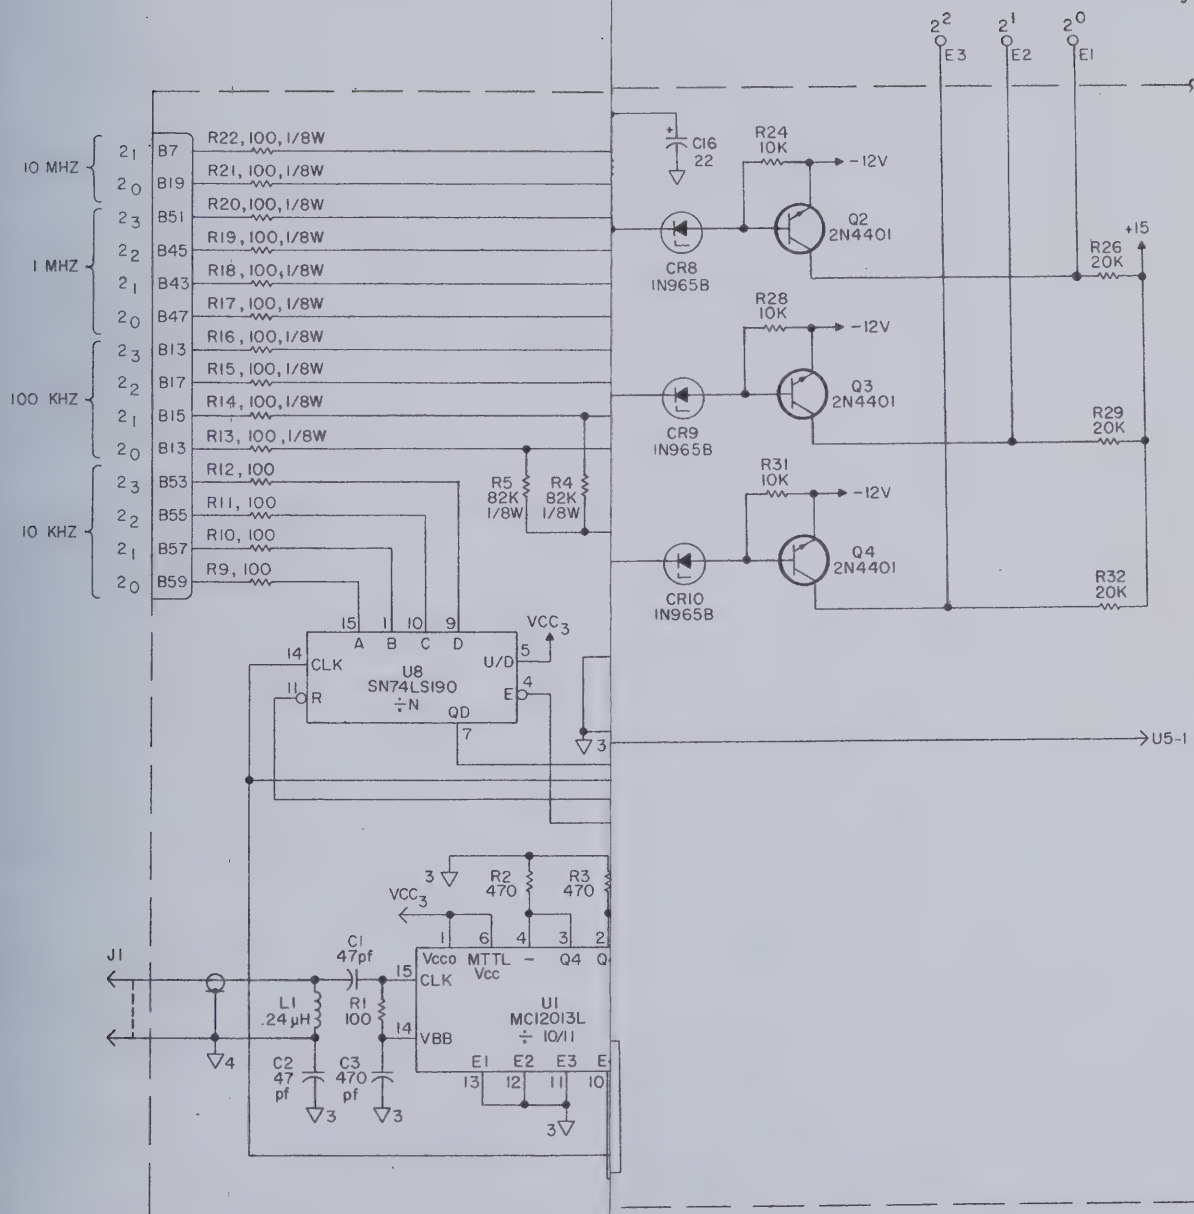 2² 2¹ 2⁰
E3 E2 E1
10 MHZ
2₁ B7 R22, 100, 1/8W
2₀ B19 R21, 100, 1/8W
1 MHZ
2₃ B51 R20, 100, 1/8W
2₂ B45 R19, 100, 1/8W
2₁ B43 R18, 100, 1/8W
2₀ B47 R17, 100, 1/8W
100 KHZ
2₃ B13 R16, 100, 1/8W
2₂ B17 R15, 100, 1/8W
2₁ B15 R14, 100, 1/8W
2₀ B13 R13, 100, 1/8W
10 KHZ
2₃ B53 R12, 100
2₂ B55 R11, 100
2₁ B57 R10, 100
2₀ B59 R9, 100
R5
82K
1/8W
R4
82K
1/8W
+
C16
22
R24
10K
-12V
Q2
2N4401
CR8
1N965B
+15
R26
20K
R28
10K
-12V
Q3
2N4401
CR9
1N965B
R29
20K
R31
10K
-12V
Q4
2N4401
CR10
1N965B
R32
20K
15 1 10 9
A B C D
14 CLK
11 R
U8
SN74LS190
÷N
U/D 5
VCC3
E 4
QD
7
3
U5-1
3
R2
470
R3
470
VCC3
1 6 4 3 2
Vcco MTTL Vcc - Q4 Q
J1
C1
47pf
15 CLK
L1
.24 μH
R1
100
14 VBB
U1
MC12013L
÷ 10/11
E1 E2 E3 E
13 12 11 10
4
C2
47
pf
C3
470
pf
3
3
3